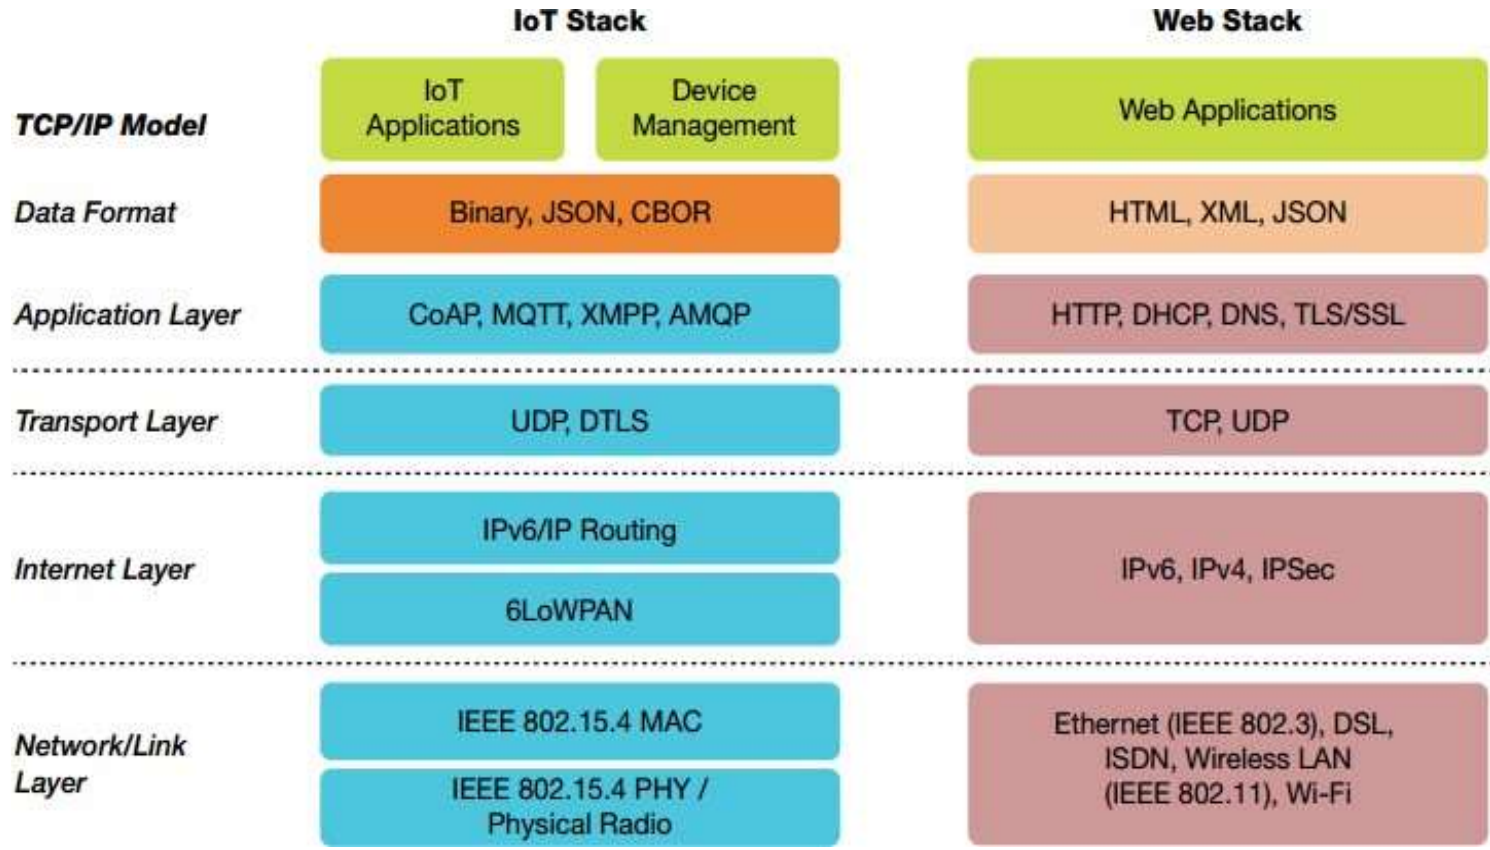 IoT Stack
Web Stack
TCP/IP Model
IoT
Applications
Device
Management
Web Applications
Data Format
Binary, JSON, CBOR
HTML, XML, JSON
Application Layer
CoAP, MQTT, XMPP, AMQP
HTTP, DHCP, DNS, TLS/SSL
Transport Layer
UDP, DTLS
TCP, UDP
Internet Layer
IPv6/IP Routing
6LoWPAN
IPv6, IPv4, IPSec
Network/Link
Layer
IEEE 802.15.4 MAC
IEEE 802.15.4 PHY /
Physical Radio
Ethernet (IEEE 802.3), DSL,
ISDN, Wireless LAN
(IEEE 802.11), Wi-Fi